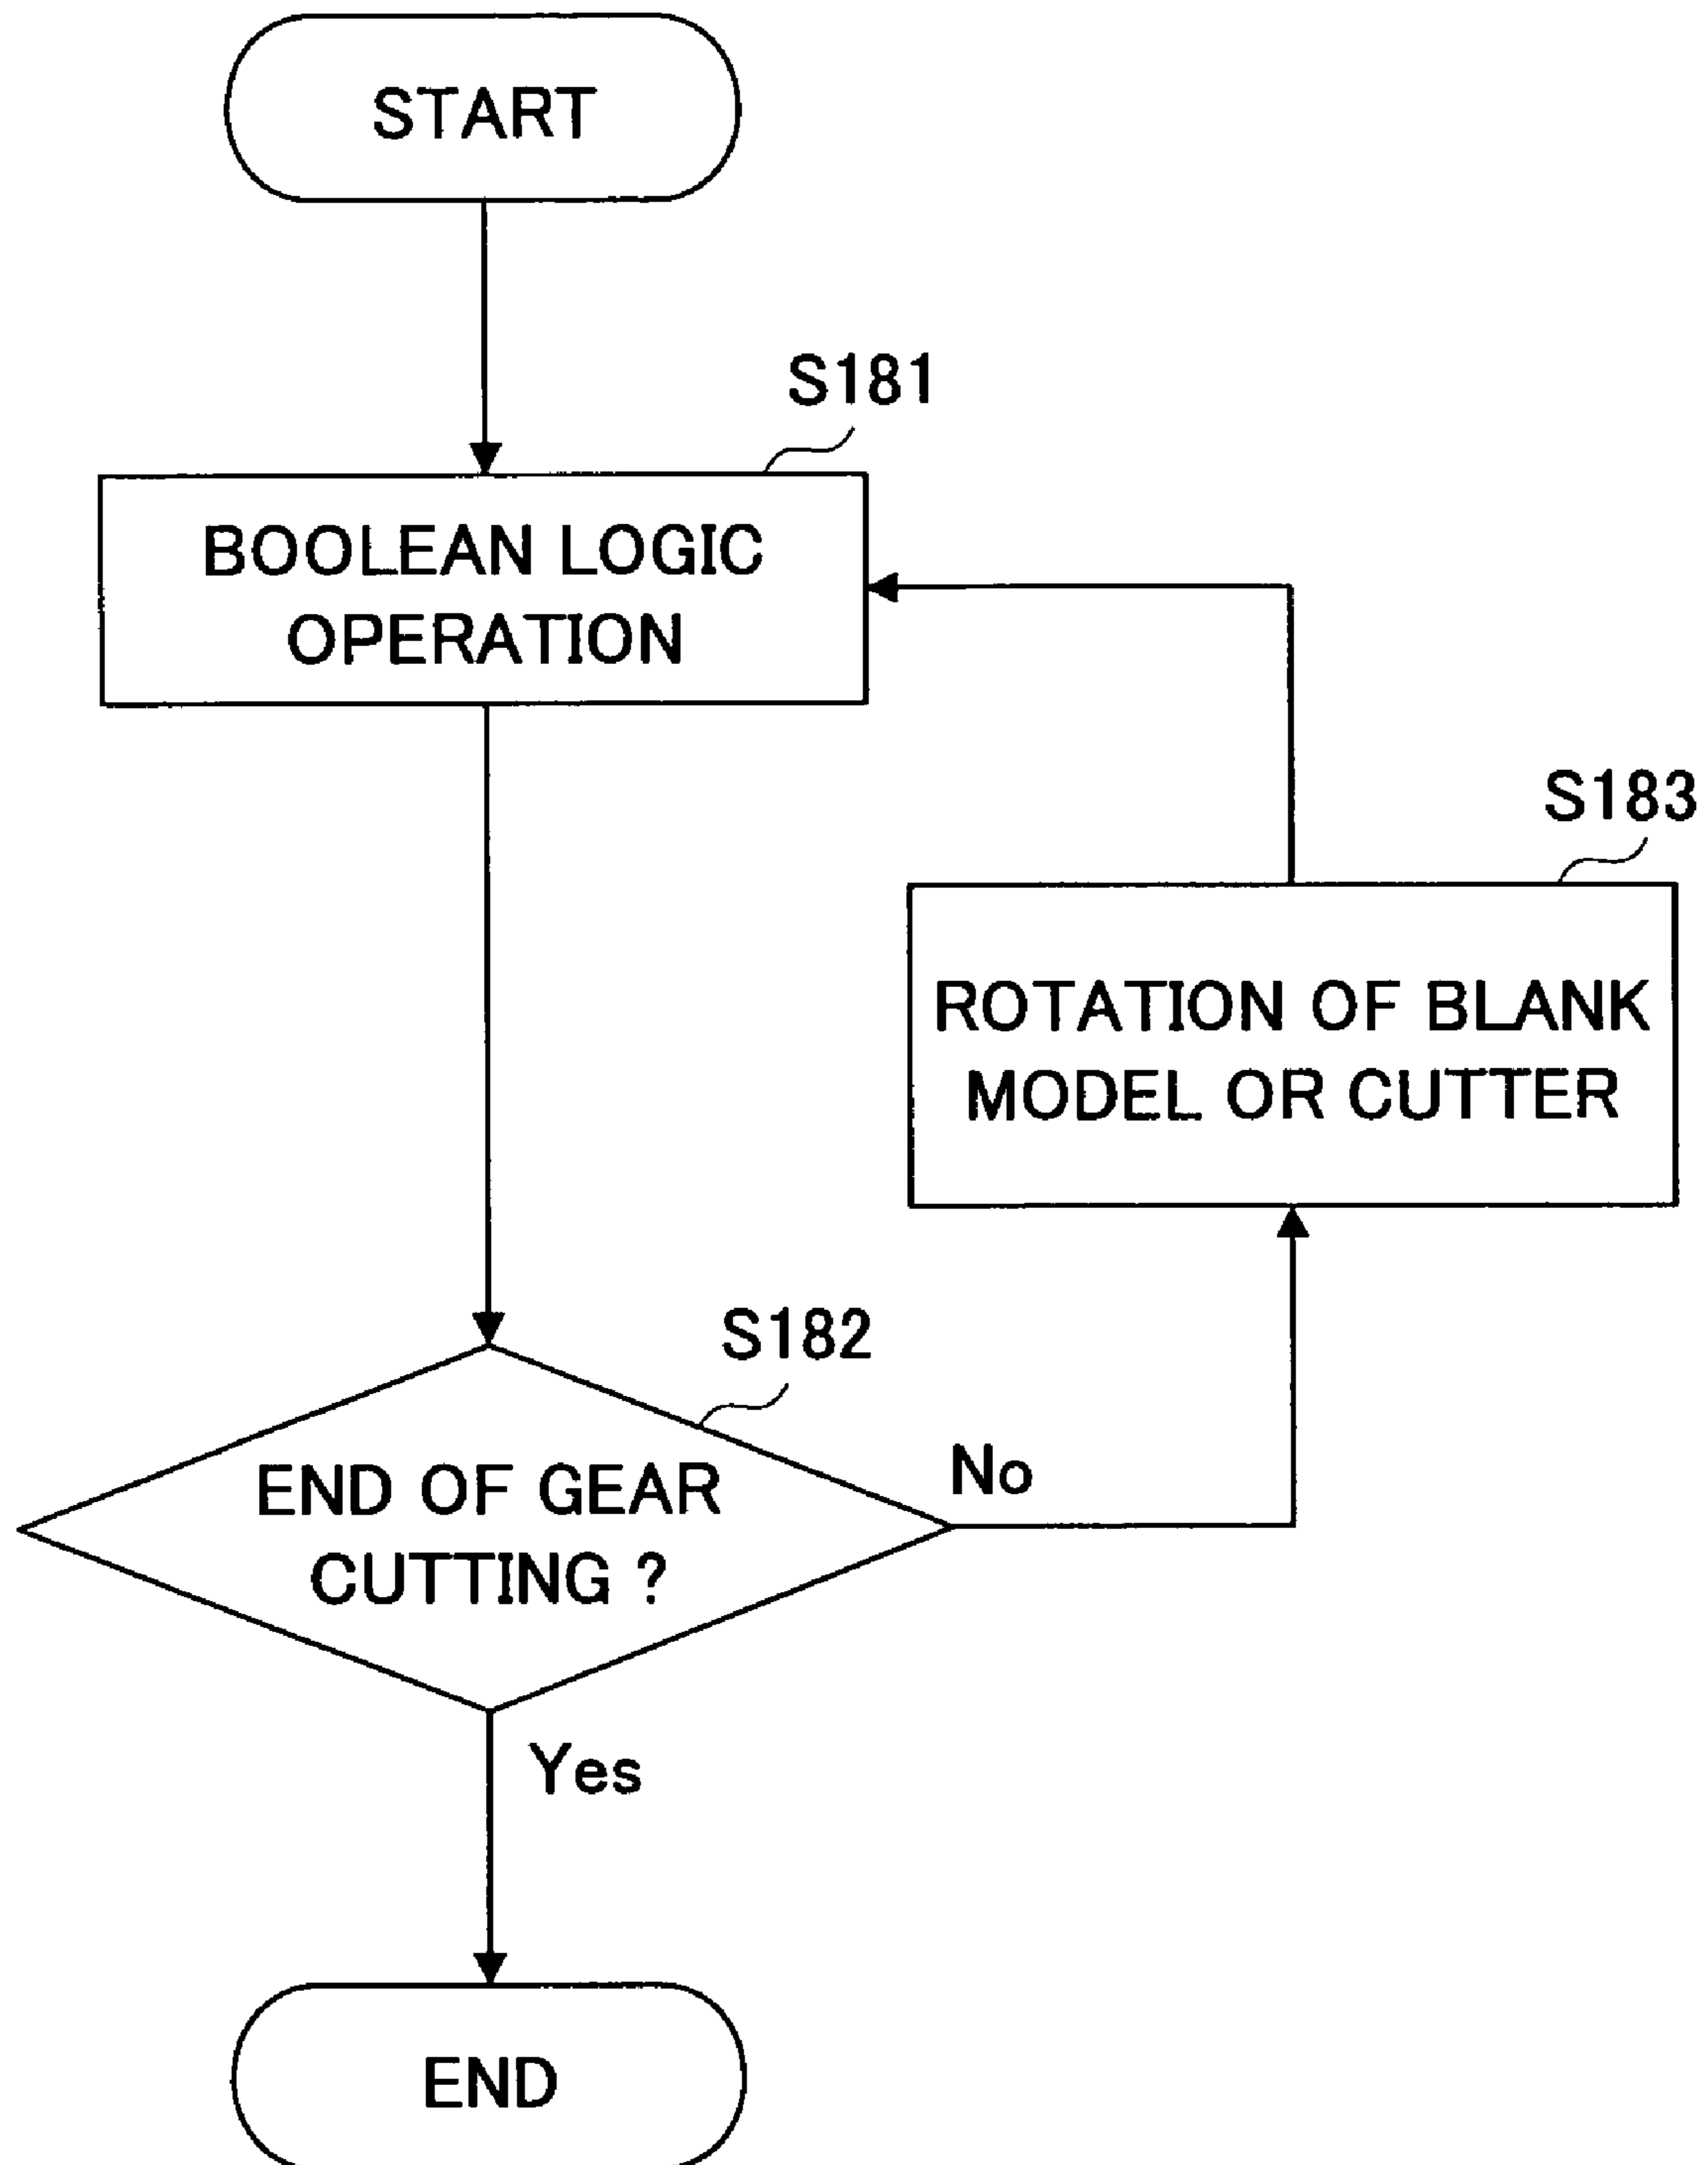 START
S181
BOOLEAN LOGIC
OPERATION
S183
ROTATION OF BLANK
MODEL OR CUTTER
S182
END OF GEAR
CUTTING ?
No
Yes
END